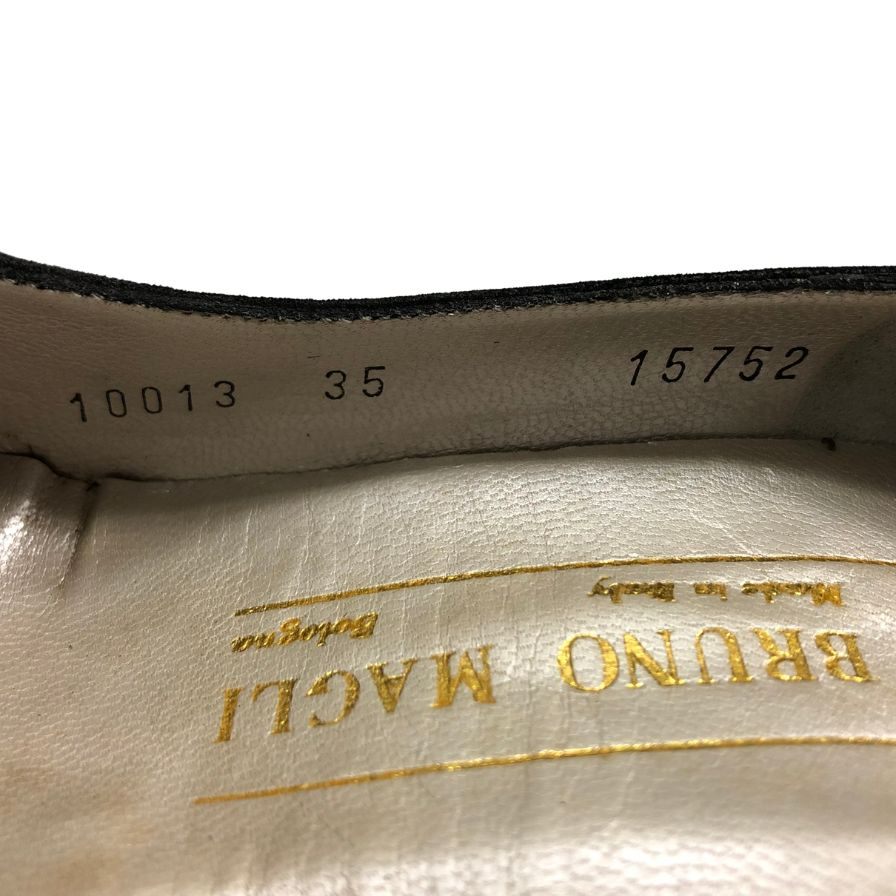 10013 35 15752
BRUNO MAGLI
Bologna
Made in Italy